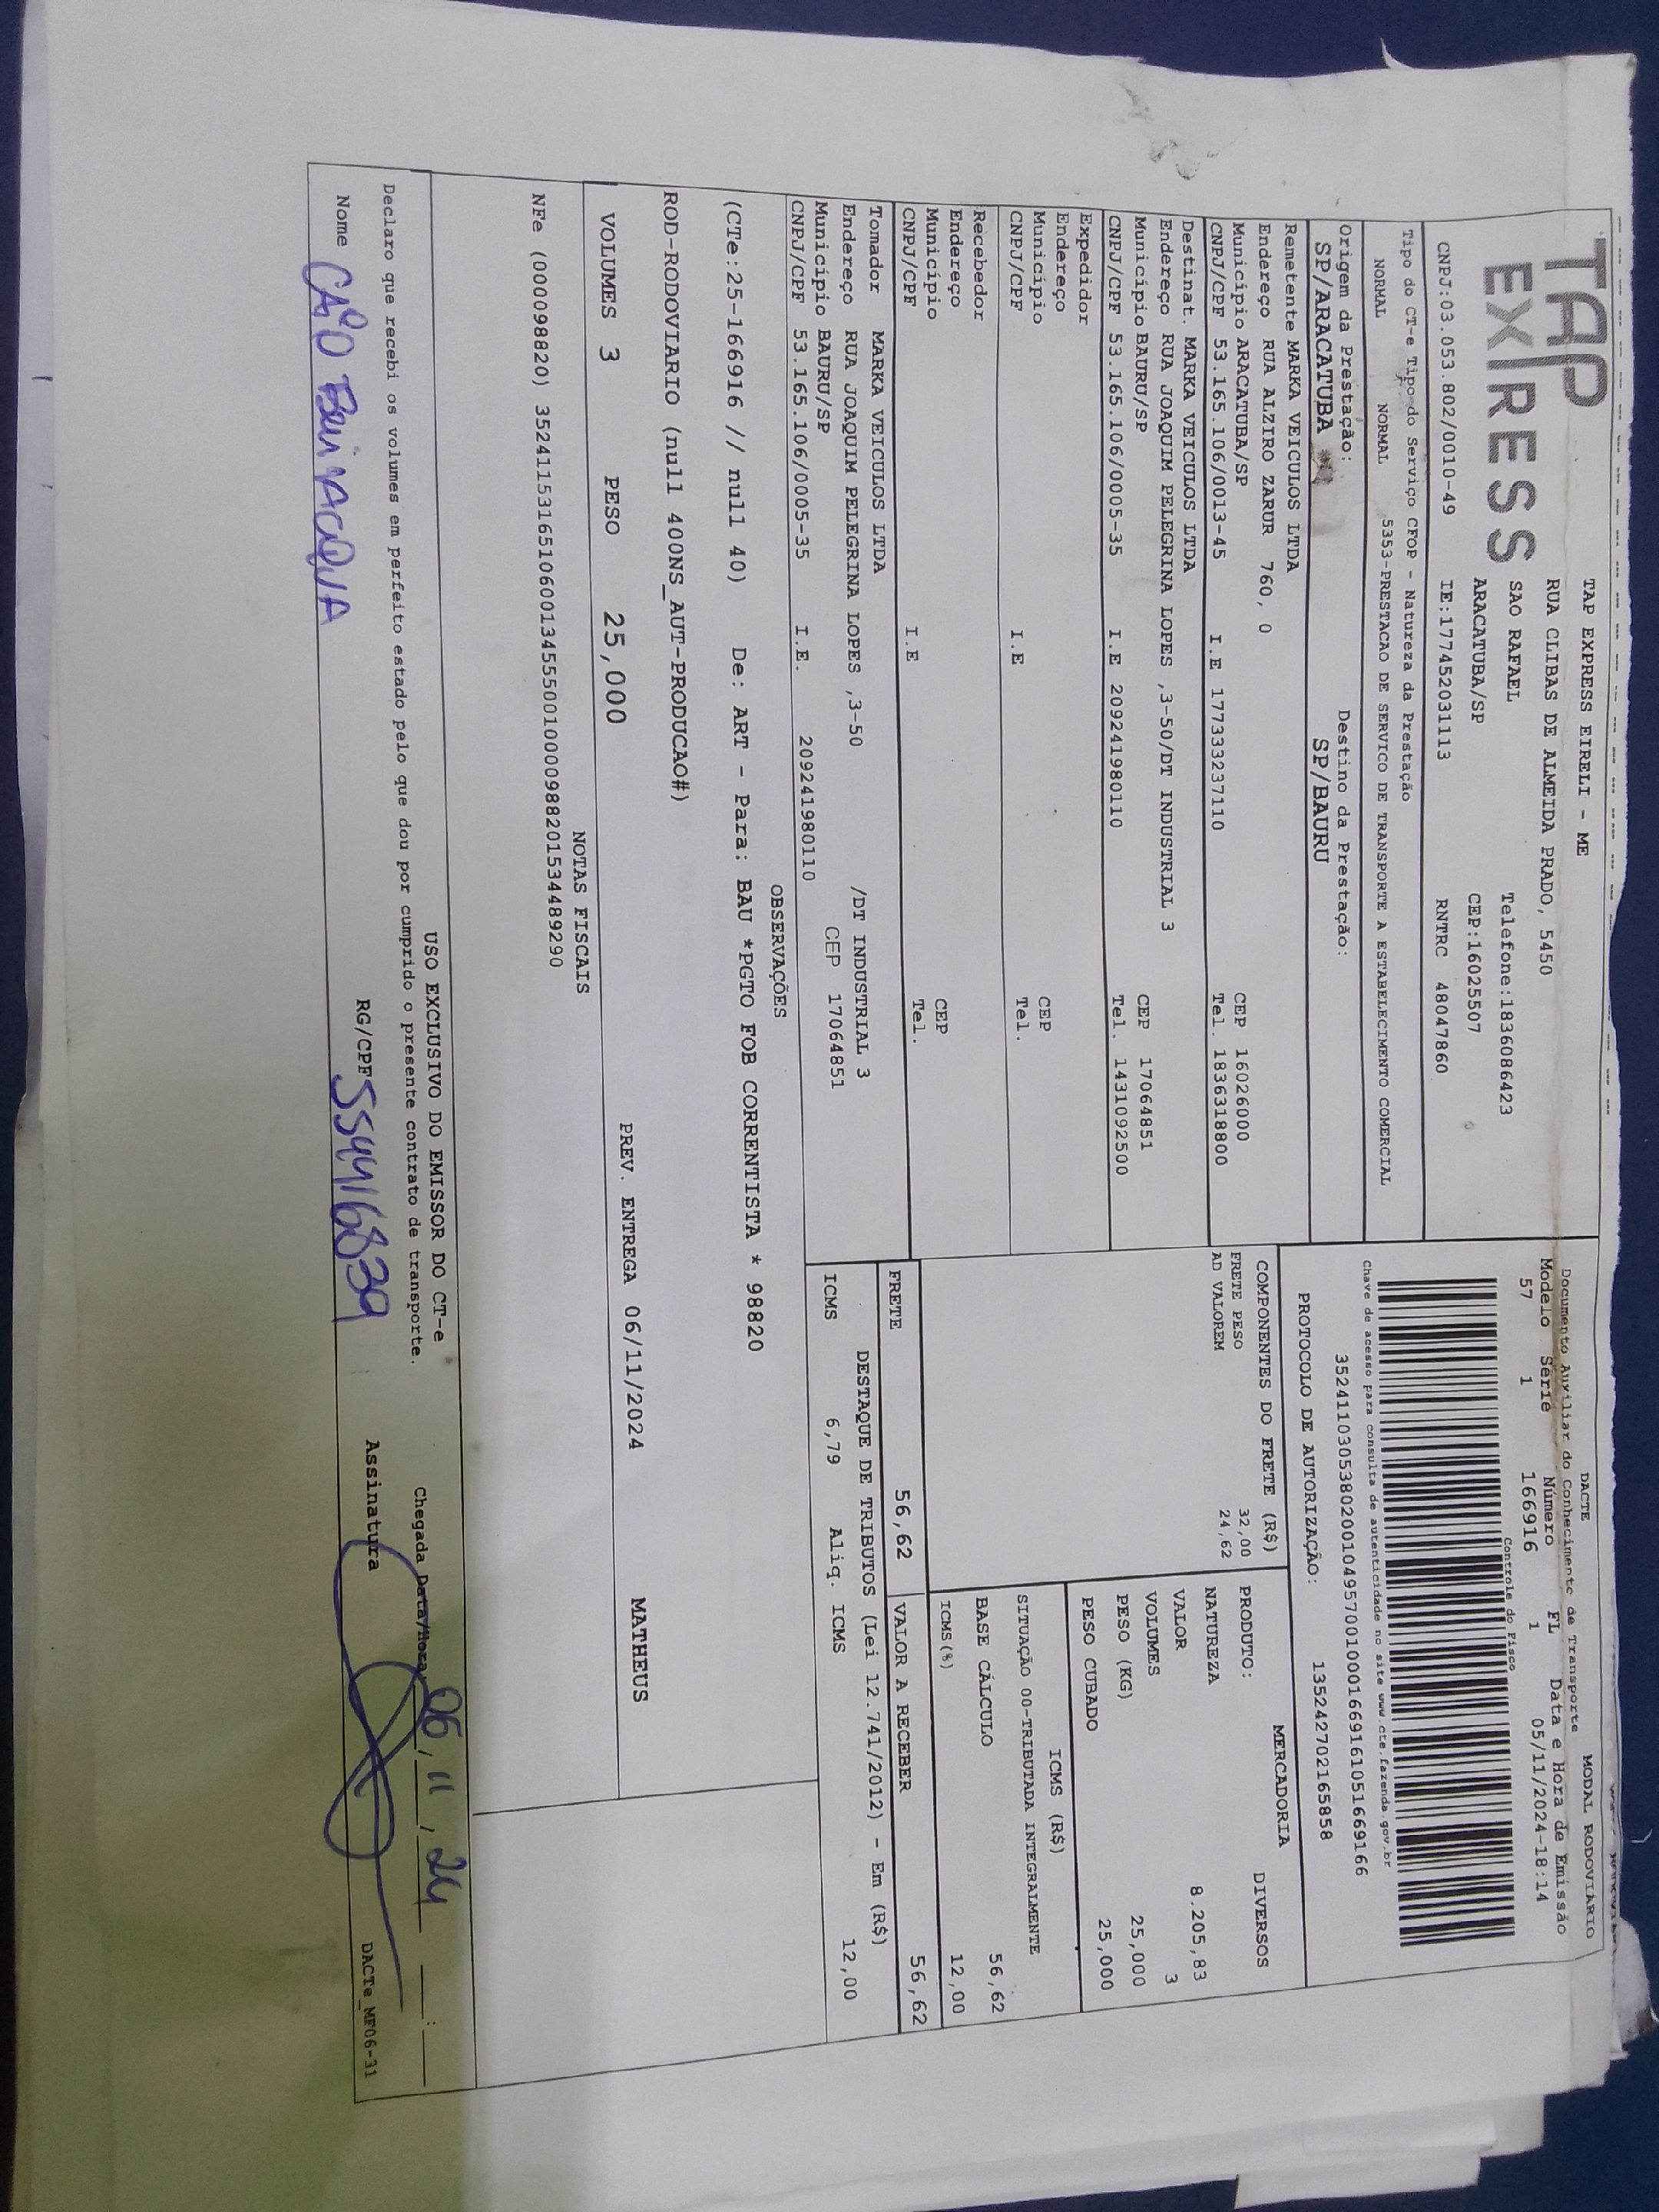 TAP
EXPRESS
TAP EXPRESS EIRELI - ME
RUA CLIBAS DE ALMEIDA PRADO, 5450
SAO RAFAEL Telefone:1836086423
ARACATUBA/SP CEP:16025507
CNPJ:03.053.802/0010-49 IE:177452031113 RNTRC 48047860
DACTE MODAL RODOVIÁRIO
Documento Auxiliar do Conhecimento de Transporte
Modelo Série Número FL Data e Hora de Emissão
57 1 166916 1 05/11/2024-18:14
Controle do Fisco
Chave de acesso para consulta de autenticidade no site www.cte.fazenda.gov.br
35241103053802001049570010001669161051669166
PROTOCOLO DE AUTORIZAÇÃO: 135242702165858
Tipo do CT-e Tipo do Serviço CFOP - Natureza da Prestação
NORMAL NORMAL 5353-PRESTACAO DE SERVICO DE TRANSPORTE A ESTABELECIMENTO COMERCIAL
Origem da Prestação: Destino da Prestação:
SP/ARACATUBA SP/BAURU
Remetente MARKA VEICULOS LTDA
Endereço RUA ALZIRO ZARUR 760, 0
Município ARACATUBA/SP CEP 16026000
CNPJ/CPF 53.165.106/0013-45 I.E 177333237110 Tel. 1836318800
Destinat. MARKA VEICULOS LTDA
Endereço RUA JOAQUIM PELEGRINA LOPES ,3-50/DT INDUSTRIAL 3
Município BAURU/SP CEP 17064851
CNPJ/CPF 53.165.106/0005-35 I.E 209241980110 Tel. 1431092500
Expedidor
Endereço
Município CEP
CNPJ/CPF I.E Tel.
Recebedor
Endereço
Município CEP
CNPJ/CPF I.E Tel.
Tomador MARKA VEICULOS LTDA
Endereço RUA JOAQUIM PELEGRINA LOPES ,3-50 /DT INDUSTRIAL 3
Município BAURU/SP CEP 17064851
CNPJ/CPF 53.165.106/0005-35 I.E. 209241980110
COMPONENTES DO FRETE (R$)
FRETE PESO 32,00
AD VALOREM 24,62
MERCADORIA
PRODUTO: DIVERSOS
NATUREZA
VALOR 8.205,83
VOLUMES 3
PESO (KG) 25,000
PESO CUBADO 25,000
ICMS (R$)
SITUAÇÃO 00-TRIBUTADA INTEGRALMENTE
BASE CÁLCULO 56,62
ICMS(%) 12,00
FRETE 56,62 VALOR A RECEBER 56,62
DESTAQUE DE TRIBUTOS (Lei 12.741/2012) - Em (R$)
ICMS 6,79 Aliq. ICMS 12,00
OBSERVAÇÕES
(CTe:25-166916 // null 40) De: ART - Para: BAU *PGTO FOB CORRENTISTA * 98820
ROD-RODOVIARIO (null 400NS_AUT-PRODUCAO#)
VOLUMES 3 PESO 25,000 PREV. ENTREGA 06/11/2024 MATHEUS
NOTAS FISCAIS
NFe (000098820) 35241153165106001345550010000988201534489290
USO EXCLUSIVO DO EMISSOR DO CT-e
Declaro que recebi os volumes em perfeito estado pelo que dou por cumprido o presente contrato de transporte.
Chegada Data/Hora 06/11/24 :
Nome CAIO BEVIlACQUA RG/CPF 554416839 Assinatura
DACTe_MF06-31